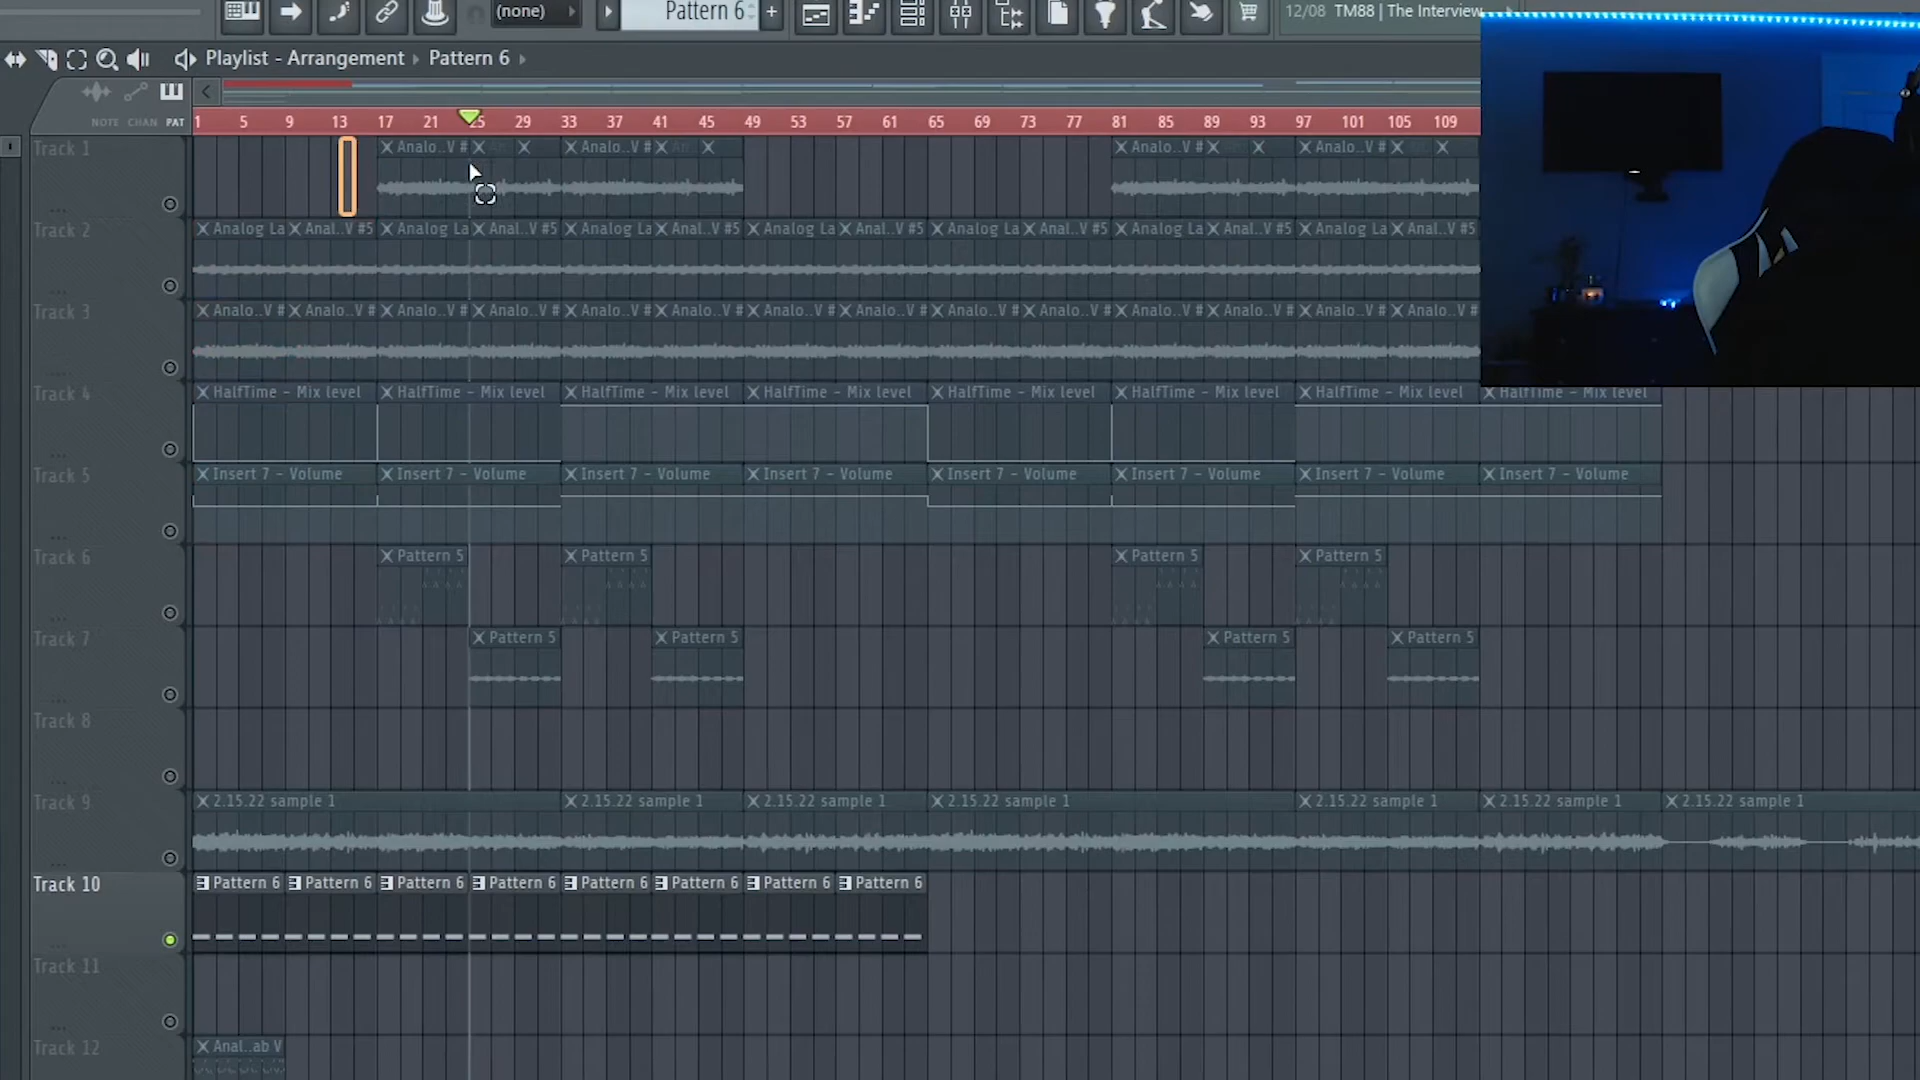 (none) Pattern 6 + 12/08 TM88 | The Interview
Playlist - Arrangement Pattern 6
NOTE CHAN PAT
1 5 9 13 17 21 25 29 33 37 41 45 49 53 57 61 65 69 73 77 81 85 89 93 97 101 105 109
Track 1 Analo..V # Analo..V # Analo..V # Analo..V #
Track 2 Analog La Anal..V #5 Analog La Anal..V #5 Analog La Anal..V #5 Analog La Anal..V #5 Analog La Anal..V #5 Analog La Anal..V #5 Analog La Anal..V #5
Track 3 Analo..V # Analo..V # Analo..V # Analo..V # Analo..V # Analo..V # Analo..V # Analo..V # Analo..V # Analo..V # Analo..V # Analo..V # Analo..V # Analo..V #
Track 4 HalfTime - Mix level HalfTime - Mix level HalfTime - Mix level HalfTime - Mix level HalfTime - Mix level HalfTime - Mix level HalfTime - Mix level HalfTime - Mix level
Track 5 Insert 7 - Volume Insert 7 - Volume Insert 7 - Volume Insert 7 - Volume Insert 7 - Volume Insert 7 - Volume Insert 7 - Volume Insert 7 - Volume
Track 6 Pattern 5 Pattern 5 Pattern 5 Pattern 5
Track 7 Pattern 5 Pattern 5 Pattern 5 Pattern 5
Track 8
Track 9 2.15.22 sample 1 2.15.22 sample 1 2.15.22 sample 1 2.15.22 sample 1 2.15.22 sample 1 2.15.22 sample 1 2.15.22 sample 1
Track 10 Pattern 6 Pattern 6 Pattern 6 Pattern 6 Pattern 6 Pattern 6 Pattern 6 Pattern 6
Track 11
Track 12 Anal..ab V